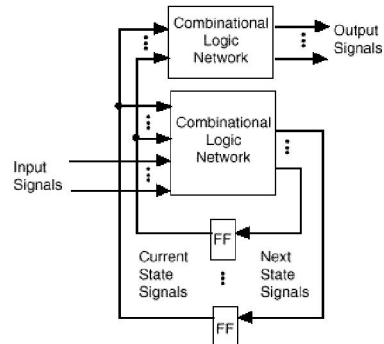 Combinational
Logic
Network
Output
Signals
Combinational
Logic
Network
Input
Signals
FF
Current
State
Signals
Next
State
Signals
FF